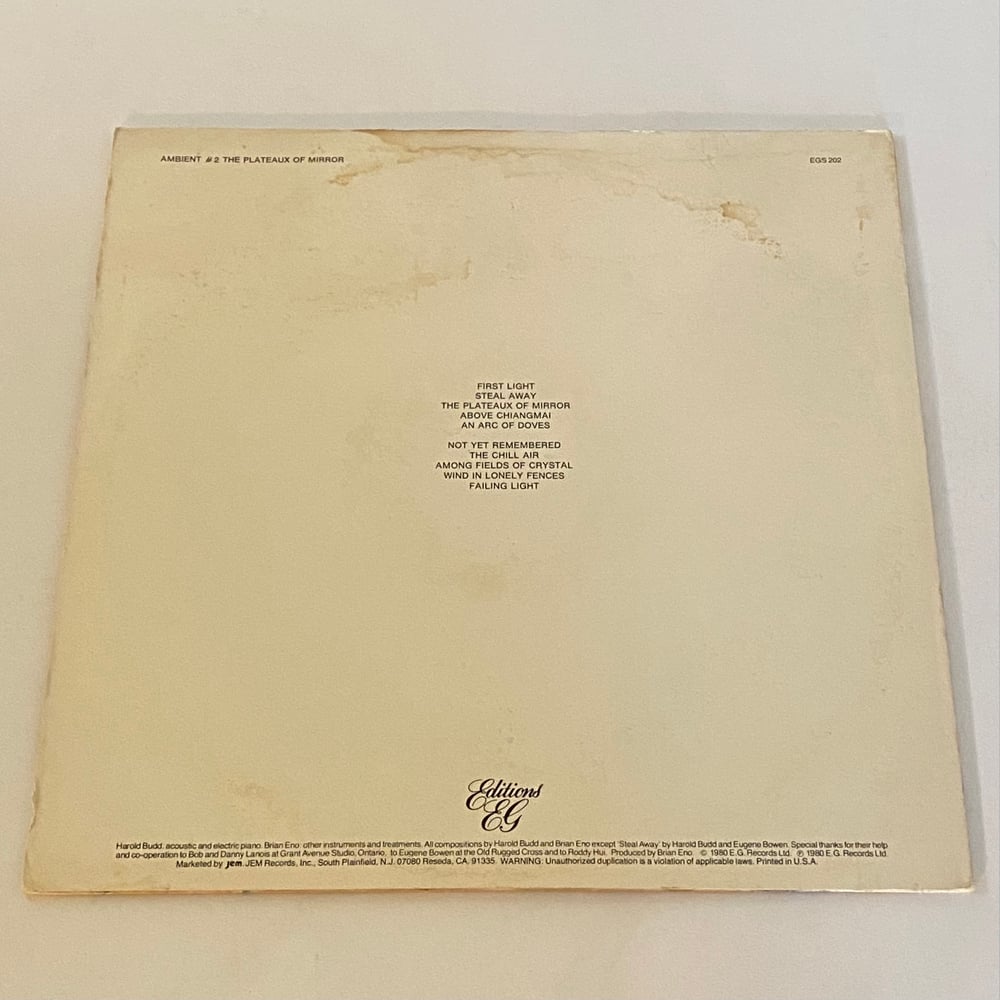 AMBIENT #2 THE PLATEAUX OF MIRROR
EGS 202
FIRST LIGHT
STEAL AWAY
THE PLATEAUX OF MIRROR
ABOVE CHIANGMAI
AN ARC OF DOVES
NOT YET REMEMBERED
THE CHILL AIR
AMONG FIELDS OF CRYSTAL
WIND IN LONELY FENCES
FAILING LIGHT
Editions
EG
Harold Budd: acoustic and electric piano. Brian Eno: other instruments and treatments. All compositions by Harold Budd and Brian Eno except 'Steal Away' by Harold Budd and Eugene Bowen. Special thanks for their help
and co-operation to Bob and Danny Lanois at Grant Avenue Studio, Ontario, to Eugene Bowen at the Old Rugged Cross and to Roddy Hui. Produced by Brian Eno. © 1980 E.G. Records Ltd. ℗ 1980 E.G. Records Ltd.
Marketed by jem. JEM Records, Inc., South Plainfield, N.J. 07080 Reseda, CA. 91335. WARNING: Unauthorized duplication is a violation of applicable laws. Printed in U.S.A.